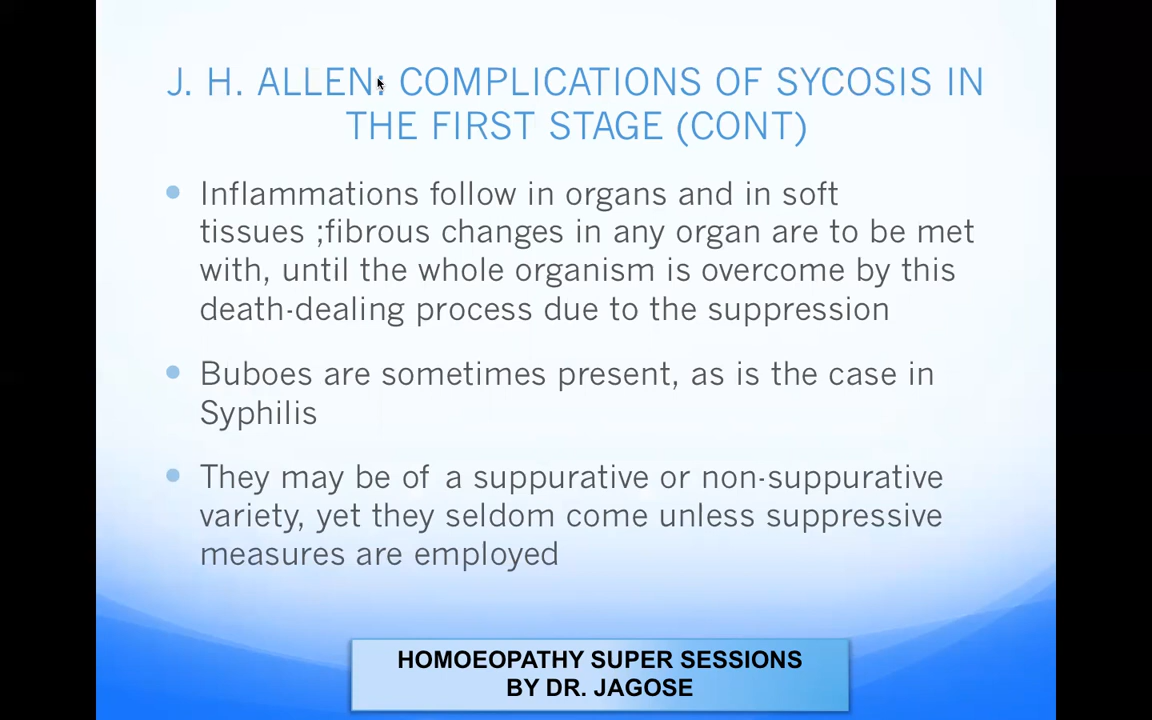 J. H. ALLEN: COMPLICATIONS OF SYCOSIS IN
THE FIRST STAGE (CONT)
Inflammations follow in organs and in soft
tissues ;fibrous changes in any organ are to be met
with, until the whole organism is overcome by this
death-dealing process due to the suppression
Buboes are sometimes present, as is the case in
Syphilis
They may be of a suppurative or non-suppurative
variety, yet they seldom come unless suppressive
measures are employed
HOMOEOPATHY SUPER SESSIONS
BY DR. JAGOSE